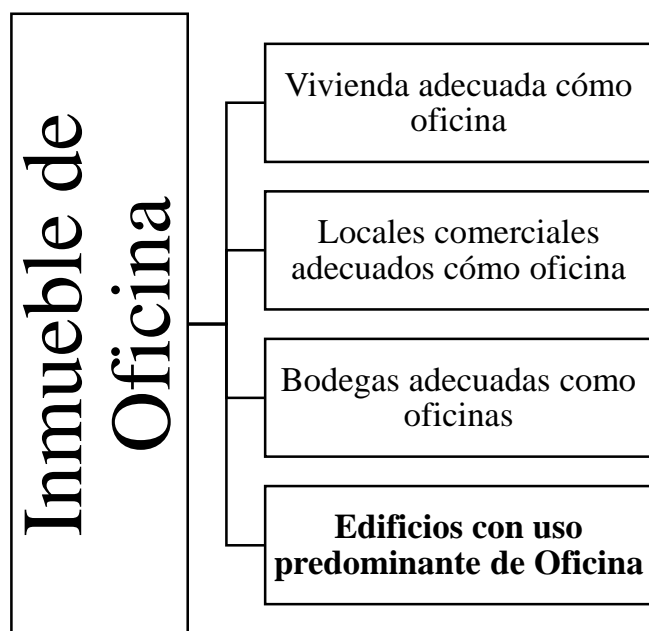 Inmueble de
Oficina
Vivienda adecuada cómo
oficina
Locales comerciales
adecuados cómo oficina
Bodegas adecuadas como
oficinas
Edificios con uso
predominante de Oficina